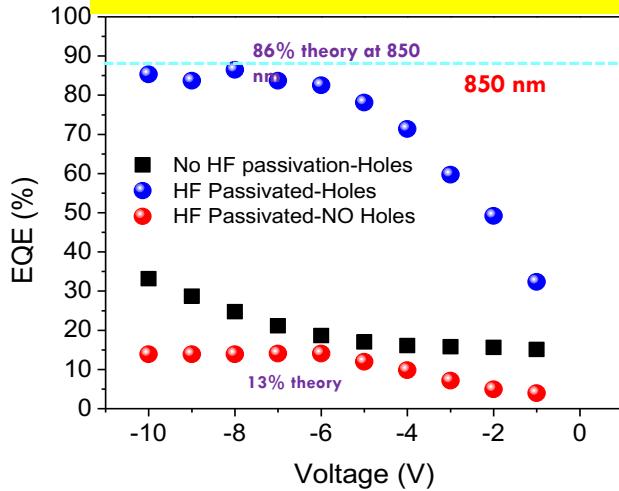 100
90
80
70
60
50
40
30
20
10
0
EQE (%)
86% theory at 850
nm
850 nm
No HF passivation-Holes
HF Passivated-Holes
HF Passivated-NO Holes
13% theory
-10
-8
-6
-4
-2
0
Voltage (V)